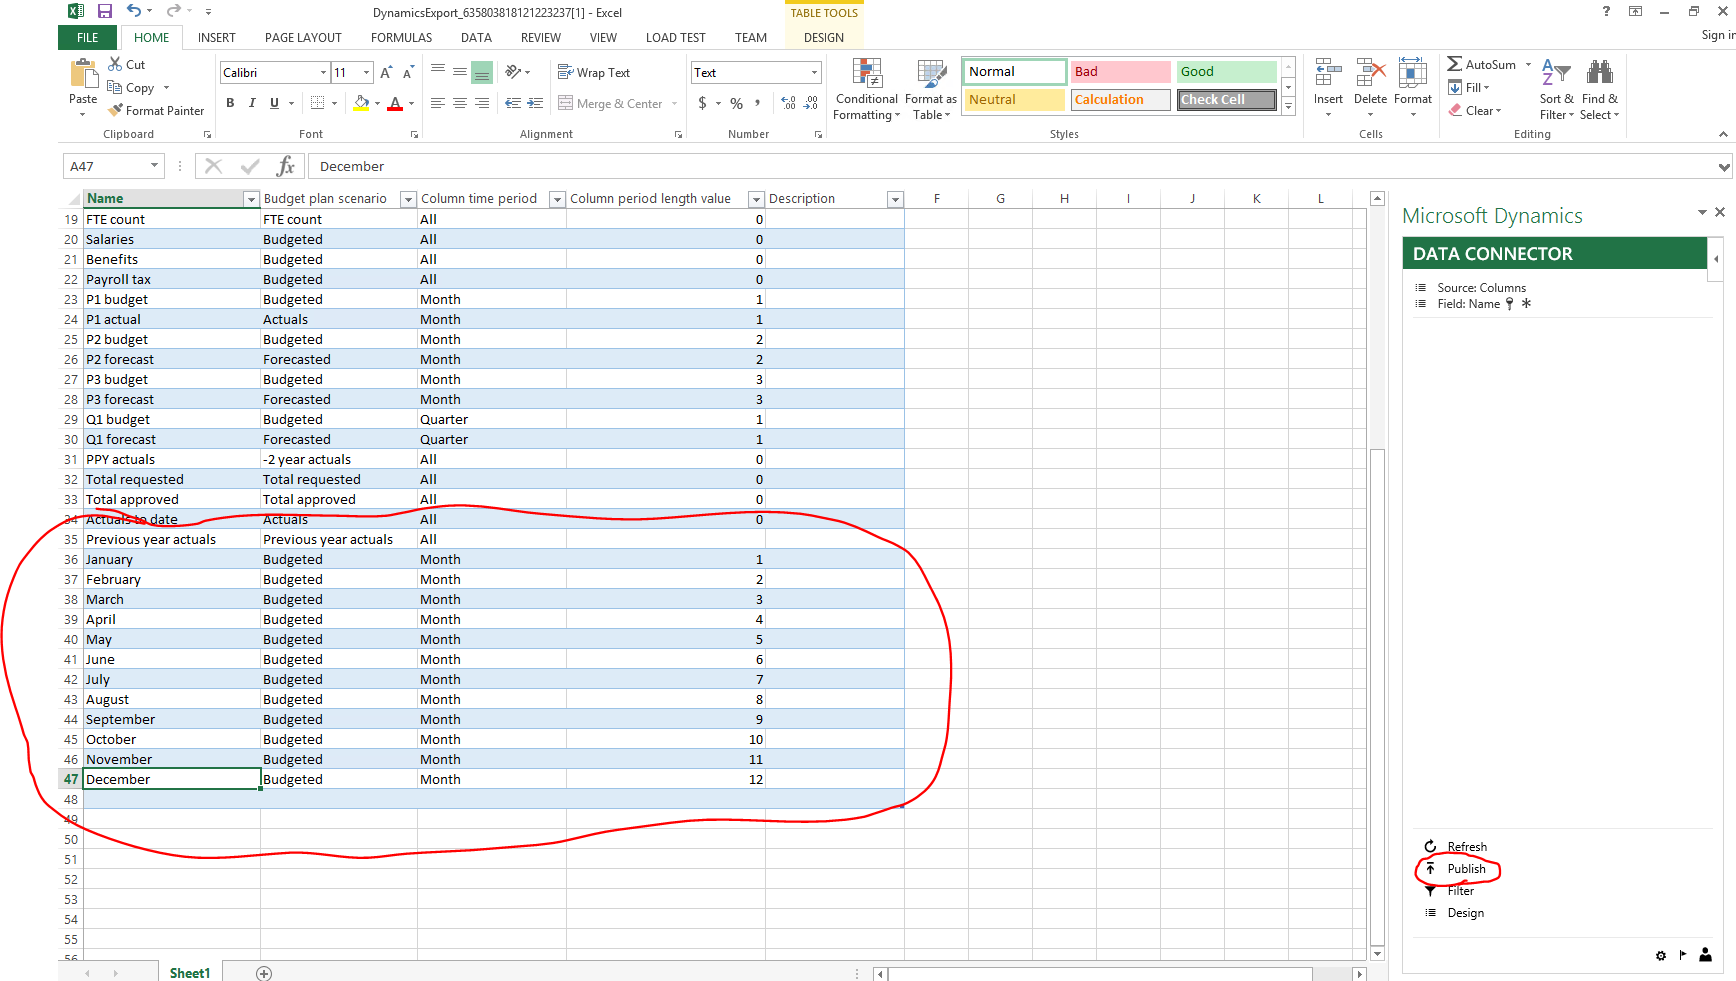 DynamicsExport_635803818121223237[1] - Excel
TABLE TOOLS
?
Sign in
FILE HOME INSERT PAGE LAYOUT FORMULAS DATA REVIEW VIEW LOAD TEST TEAM DESIGN
Paste
Cut
Copy
Format Painter
Clipboard
Calibri 11
B I U
Font
Wrap Text
Merge & Center
Alignment
Text
$ % ,
Number
Conditional Formatting
Format as Table
Normal Bad Good
Neutral Calculation Check Cell
Styles
Insert Delete Format
Cells
AutoSum
Fill
Clear
Sort & Filter
Find & Select
Editing
A47 fx December
Name Budget plan scenario Column time period Column period length value Description F G H I J K L
19 FTE count FTE count All 0
20 Salaries Budgeted All 0
21 Benefits Budgeted All 0
22 Payroll tax Budgeted All 0
23 P1 budget Budgeted Month 1
24 P1 actual Actuals Month 1
25 P2 budget Budgeted Month 2
26 P2 forecast Forecasted Month 2
27 P3 budget Budgeted Month 3
28 P3 forecast Forecasted Month 3
29 Q1 budget Budgeted Quarter 1
30 Q1 forecast Forecasted Quarter 1
31 PPY actuals -2 year actuals All 0
32 Total requested Total requested All 0
33 Total approved Total approved All 0
34 Actuals to date Actuals All 0
35 Previous year actuals Previous year actuals All
36 January Budgeted Month 1
37 February Budgeted Month 2
38 March Budgeted Month 3
39 April Budgeted Month 4
40 May Budgeted Month 5
41 June Budgeted Month 6
42 July Budgeted Month 7
43 August Budgeted Month 8
44 September Budgeted Month 9
45 October Budgeted Month 10
46 November Budgeted Month 11
47 December Budgeted Month 12
48
49
50
51
52
53
54
55
56
Sheet1
Microsoft Dynamics
DATA CONNECTOR
Source: Columns
Field: Name
Refresh
Publish
Filter
Design